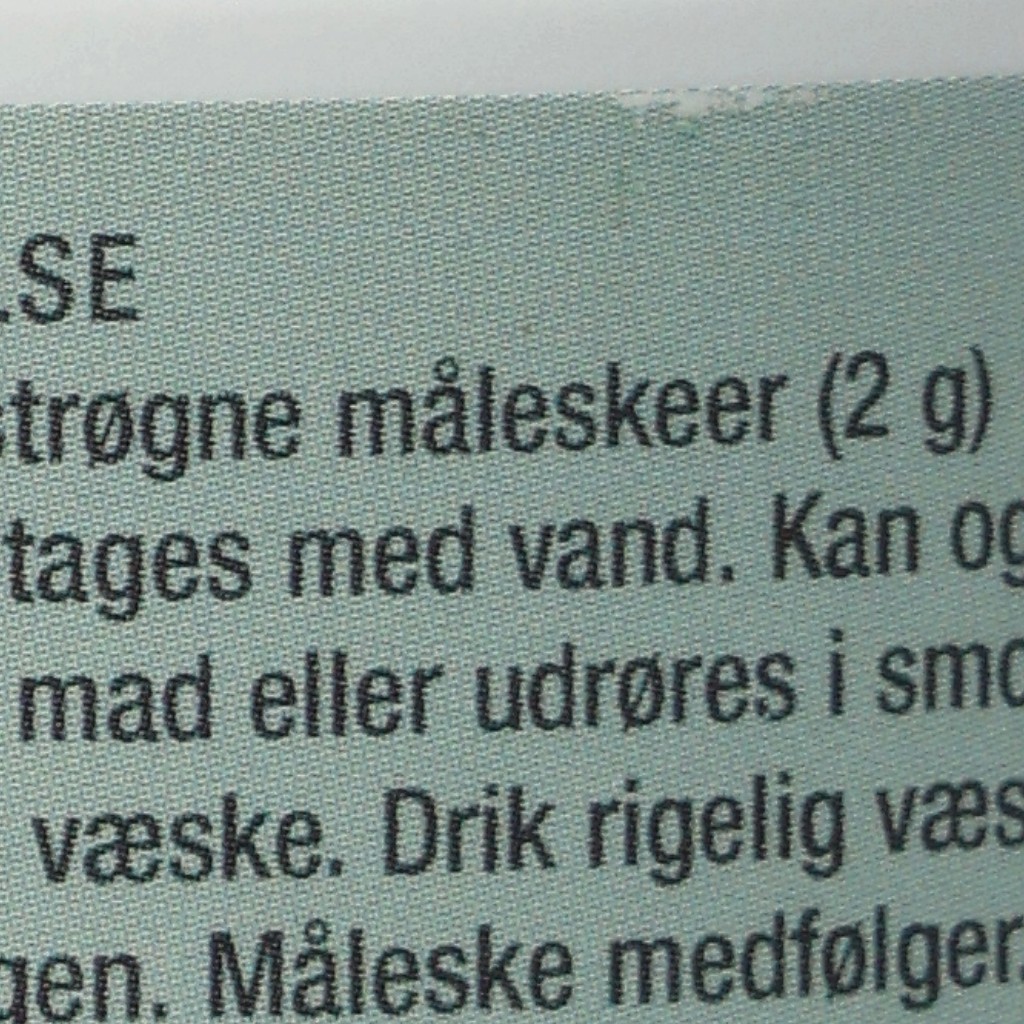 LSE
strøgne måleskeer (2 g)
tages med vand. Kan og
mad eller udrøres i smo
væske. Drik rigelig væs
gen. Måleske medfølger.